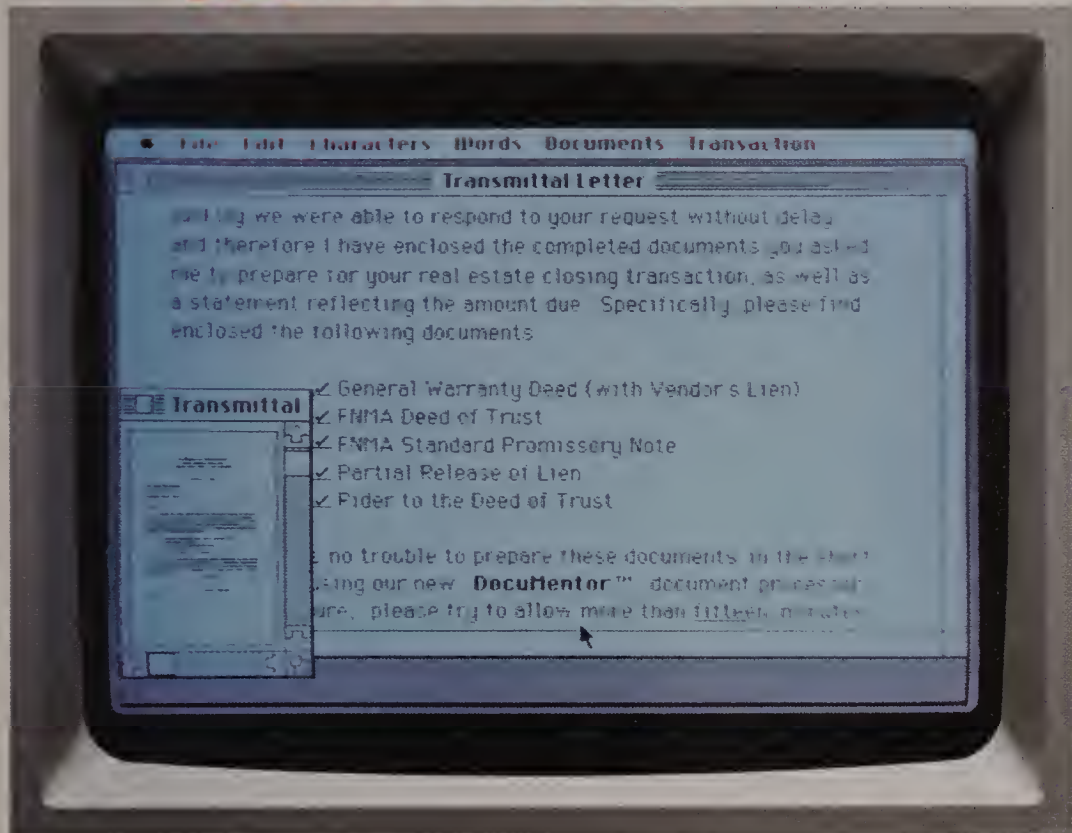 File Edit Characters Words Documents Transaction
Transmittal Letter
we were able to respond to your request without delay
and therefore I have enclosed the completed documents you asked
me to prepare for your real estate closing transaction, as well as
a statement reflecting the amount due. Specifically, please find
enclosed the following documents
✓ General Warranty Deed (with Vendor's Lien)
Transmittal
✓ FNMA Deed of Trust
✓ FNMA Standard Promissory Note
✓ Partial Release of Lien
✓ Rider to the Deed of Trust
no trouble to prepare these documents in the short
using our new DocuMentor™ document
please try to allow more than fifteen minutes